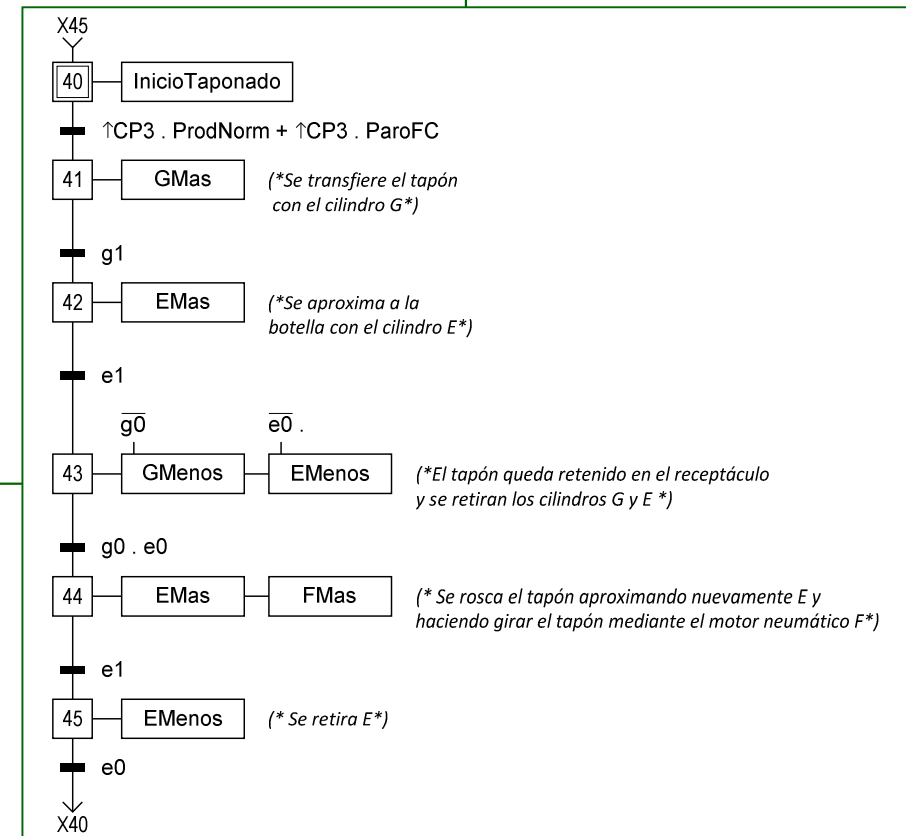 X45
40 InicioTaponado
↑CP3 . ProdNorm + ↑CP3 . ParoFC
41 GMas (*Se transfiere el tapón
con el cilindro G*)
g1
42 EMas (*Se aproxima a la
botella con el cilindro E*)
e1
g̅0̅ e̅0̅ .
43 GMenos EMenos (*El tapón queda retenido en el receptáculo
y se retiran los cilindros G y E *)
g0 . e0
44 EMas FMas (* Se rosca el tapón aproximando nuevamente E y
haciendo girar el tapón mediante el motor neumático F*)
e1
45 EMenos (* Se retira E*)
e0
X40